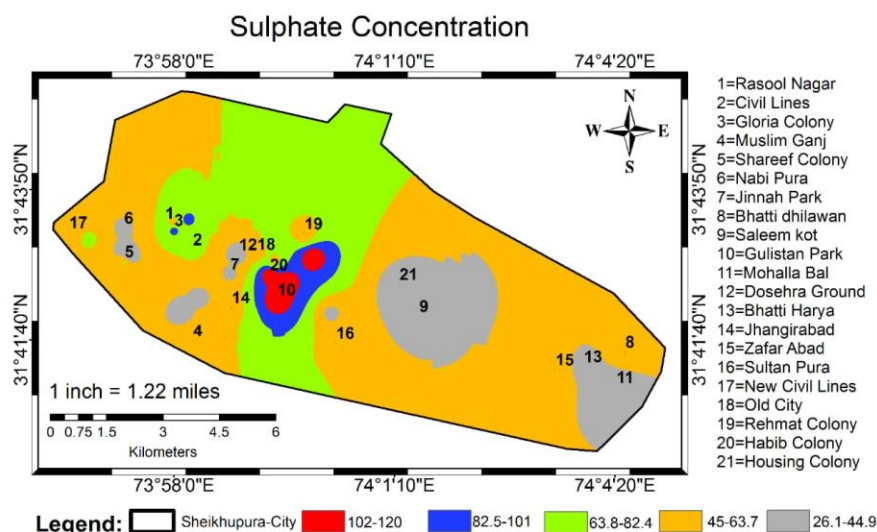 Sulphate Concentration
73°58'0"E 74°1'10"E 74°4'20"E
N
W E
S
31°43'50"N 31°43'50"N
31°41'40"N 31°41'40"N
17
6
5
1
3
2
4
12 18
7
19
20
10
14
16
21
9
15
13
8
11
1 inch = 1.22 miles
0 0.75 1.5 3 4.5 6
Kilometers
73°58'0"E 74°1'10"E 74°4'20"E
1=Rasool Nagar
2=Civil Lines
3=Gloria Colony
4=Muslim Ganj
5=Shareef Colony
6=Nabi Pura
7=Jinnah Park
8=Bhatti dhilawan
9=Saleem kot
10=Gulistan Park
11=Mohalla Bal
12=Dosehra Ground
13=Bhatti Harya
14=Jhangirabad
15=Zafar Abad
16=Sultan Pura
17=New Civil Lines
18=Old City
19=Rehmat Colony
20=Habib Colony
21=Housing Colony
Legend: Sheikhupura-City 102-120 82.5-101 63.8-82.4 45-63.7 26.1-44.9